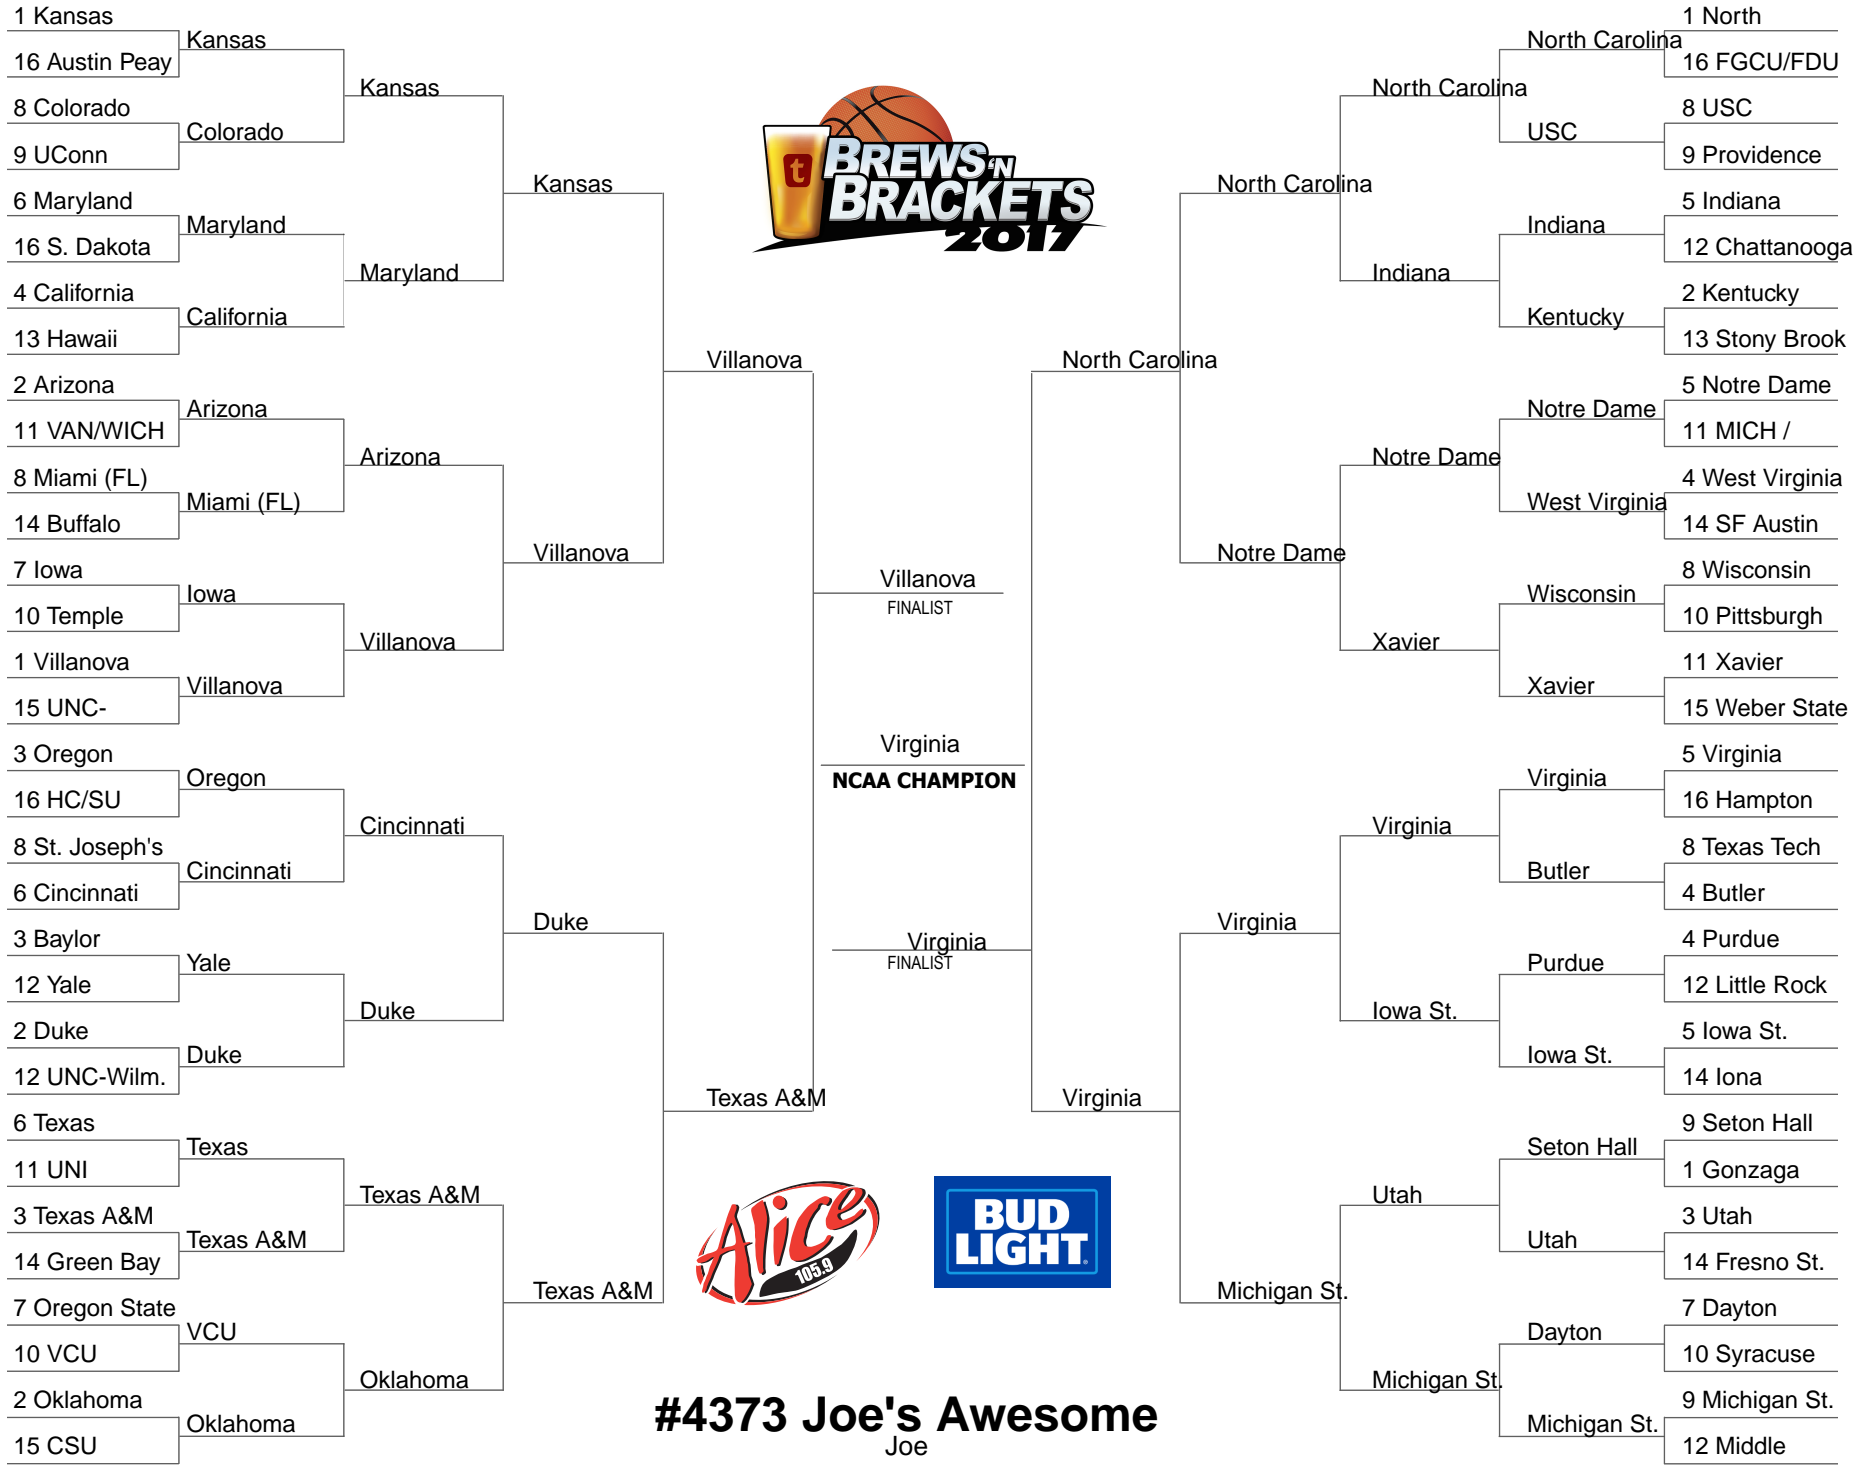 1 Kansas
16 Austin Peay
8 Colorado
9 UConn
6 Maryland
16 S. Dakota
4 California
13 Hawaii
2 Arizona
11 VAN/WICH
8 Miami (FL)
14 Buffalo
7 Iowa
10 Temple
1 Villanova
15 UNC-
3 Oregon
16 HC/SU
8 St. Joseph's
6 Cincinnati
3 Baylor
12 Yale
2 Duke
12 UNC-Wilm.
6 Texas
11 UNI
3 Texas A&M
14 Green Bay
7 Oregon State
10 VCU
2 Oklahoma
15 CSU
Kansas
Colorado
Maryland
California
Arizona
Miami (FL)
Iowa
Villanova
Oregon
Cincinnati
Yale
Duke
Texas
Texas A&M
VCU
Oklahoma
Kansas
Maryland
Arizona
Villanova
Cincinnati
Duke
Texas A&M
Oklahoma
Kansas
Villanova
Duke
Texas A&M
Villanova
Texas A&M
t
BREWS 'N
BRACKETS
2017
Villanova
FINALIST
Virginia
NCAA CHAMPION
Virginia
FINALIST
Alice
105.9
BUD
LIGHT
#4373 Joe's Awesome
Joe
North Carolina
Virginia
North Carolina
Notre Dame
Virginia
Michigan St.
North Carolina
Indiana
Notre Dame
Xavier
Virginia
Iowa St.
Utah
Michigan St.
North Carolina
USC
Indiana
Kentucky
Notre Dame
West Virginia
Wisconsin
Xavier
Virginia
Butler
Purdue
Iowa St.
Seton Hall
Utah
Dayton
Michigan St.
1 North
16 FGCU/FDU
8 USC
9 Providence
5 Indiana
12 Chattanooga
2 Kentucky
13 Stony Brook
5 Notre Dame
11 MICH /
4 West Virginia
14 SF Austin
8 Wisconsin
10 Pittsburgh
11 Xavier
15 Weber State
5 Virginia
16 Hampton
8 Texas Tech
4 Butler
4 Purdue
12 Little Rock
5 Iowa St.
14 Iona
9 Seton Hall
1 Gonzaga
3 Utah
14 Fresno St.
7 Dayton
10 Syracuse
9 Michigan St.
12 Middle